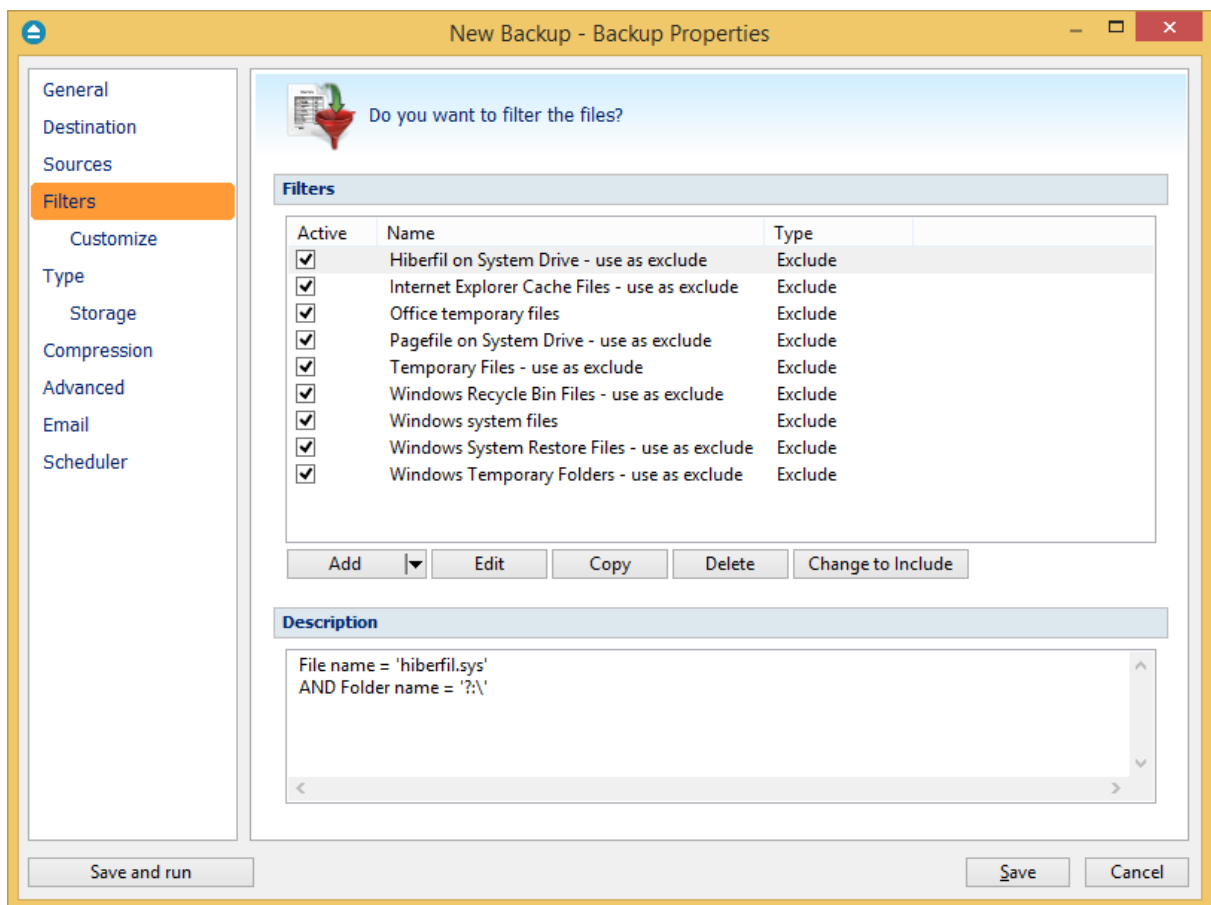 New Backup - Backup Properties
General
Destination
Sources
Filters
Customize
Type
Storage
Compression
Advanced
Email
Scheduler
Do you want to filter the files?
Filters
Active Name Type
Hiberfil on System Drive - use as exclude Exclude
Internet Explorer Cache Files - use as exclude Exclude
Office temporary files Exclude
Pagefile on System Drive - use as exclude Exclude
Temporary Files - use as exclude Exclude
Windows Recycle Bin Files - use as exclude Exclude
Windows system files Exclude
Windows System Restore Files - use as exclude Exclude
Windows Temporary Folders - use as exclude Exclude
Add Edit Copy Delete Change to Include
Description
File name = 'hiberfil.sys'
AND Folder name = '?:\'
Save and run Save Cancel